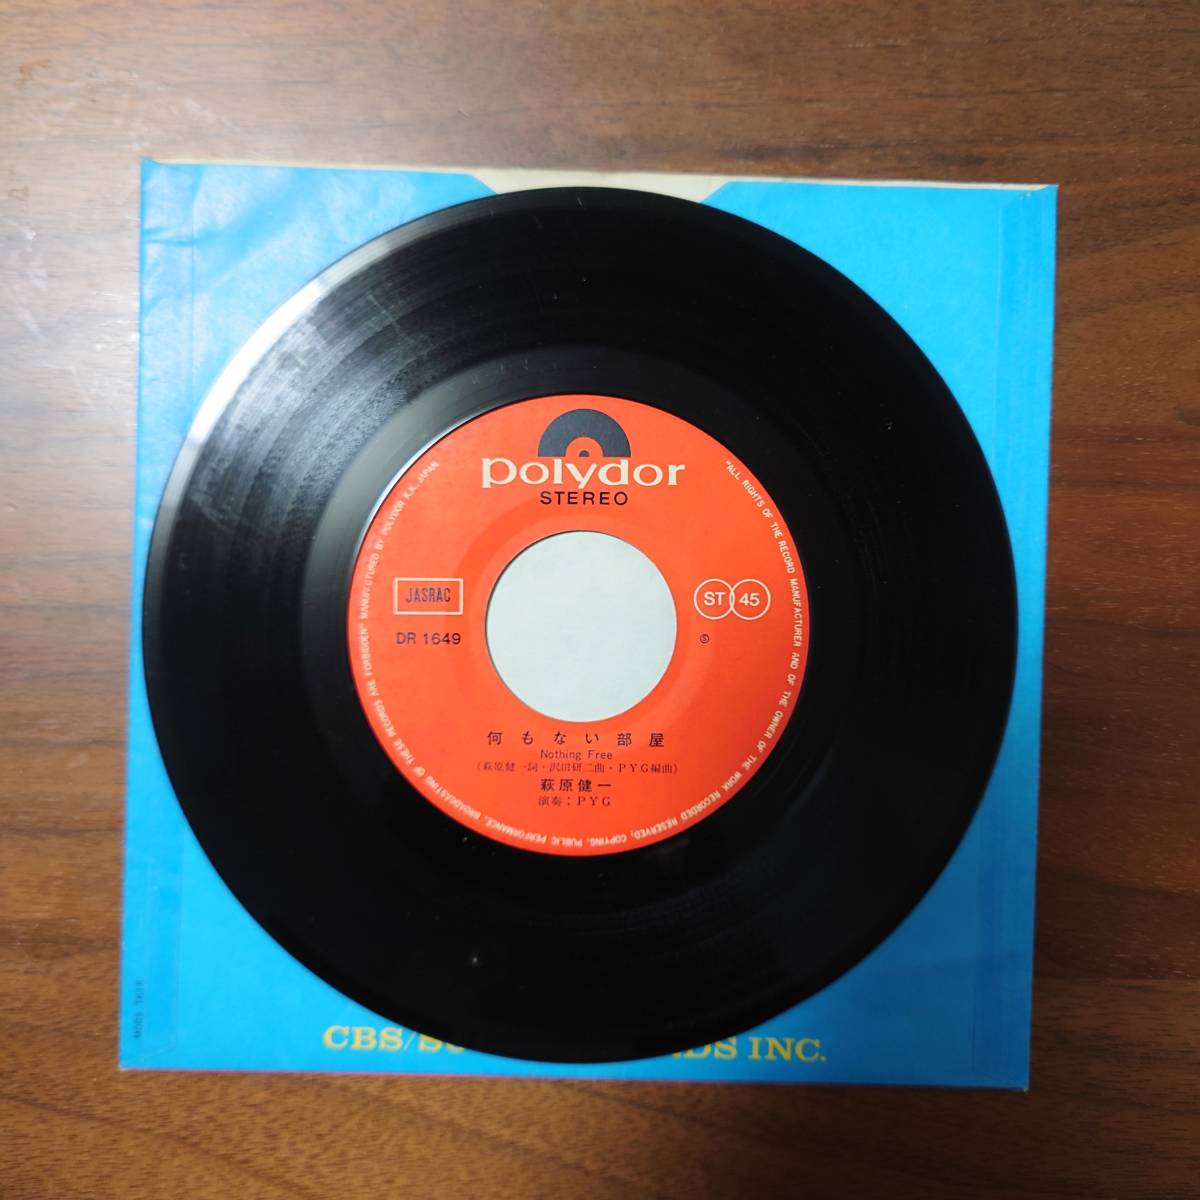 polydor
STEREO
"ALL RIGHTS OF THE RECORD MANUFACTURER AND OF THE OWNER OF THE WORK RECORDED RESERVED, COPYING, PUBLIC PERFORMANCE, BROADCASTING OF THESE RECORDS ARE FORBIDDEN" MANUFACTURED BY POLYDOR K.K. JAPAN
JASRAC
ST 45
DR 1649
Ⓢ
何もない部屋
Nothing Free
(萩原健一詞・沢田研二曲・PYG編曲)
萩原健一
演奏:PYG
CBS/
INC.